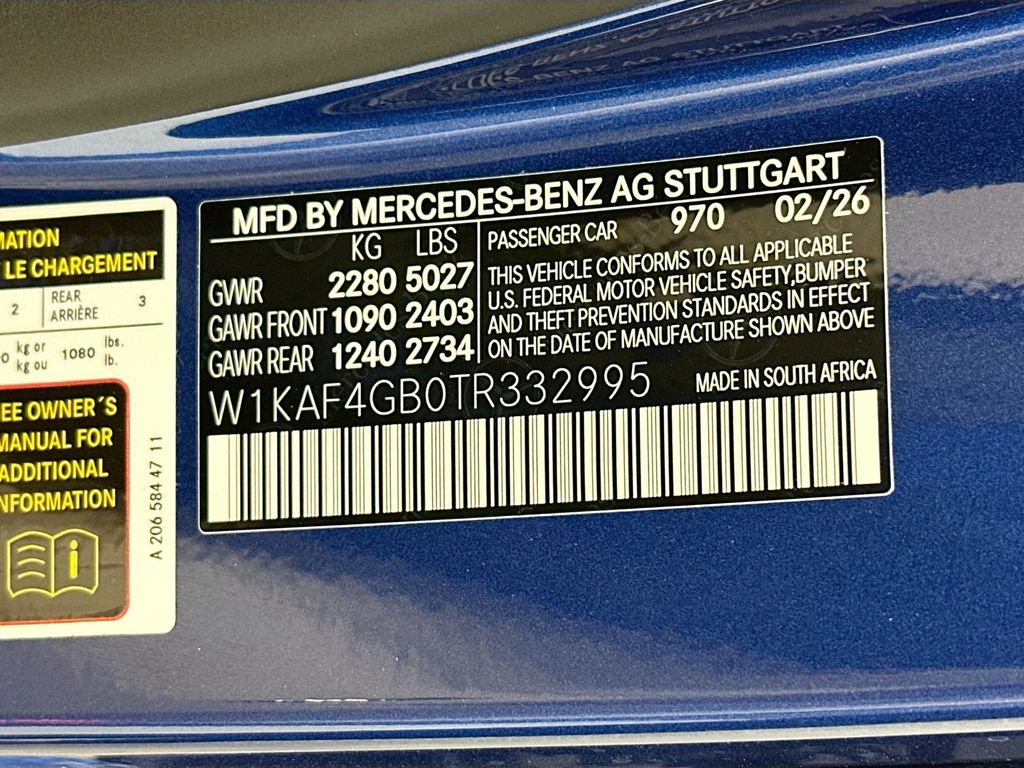 MATION
LE CHARGEMENT
2 REAR 3
ARRIÈRE
kg or 1080 lbs.
kg ou lb.
EE OWNER´S
MANUAL FOR
ADDITIONAL
NFORMATION
A 206 584 47 11
MFD BY MERCEDES-BENZ AG STUTTGART
KG LBS
GVWR 2280 5027
GAWR FRONT 1090 2403
GAWR REAR 1240 2734
PASSENGER CAR 970 02/26
THIS VEHICLE CONFORMS TO ALL APPLICABLE
U.S. FEDERAL MOTOR VEHICLE SAFETY,BUMPER
AND THEFT PREVENTION STANDARDS IN EFFECT
ON THE DATE OF MANUFACTURE SHOWN ABOVE
W1KAF4GB0TR332995 MADE IN SOUTH AFRICA